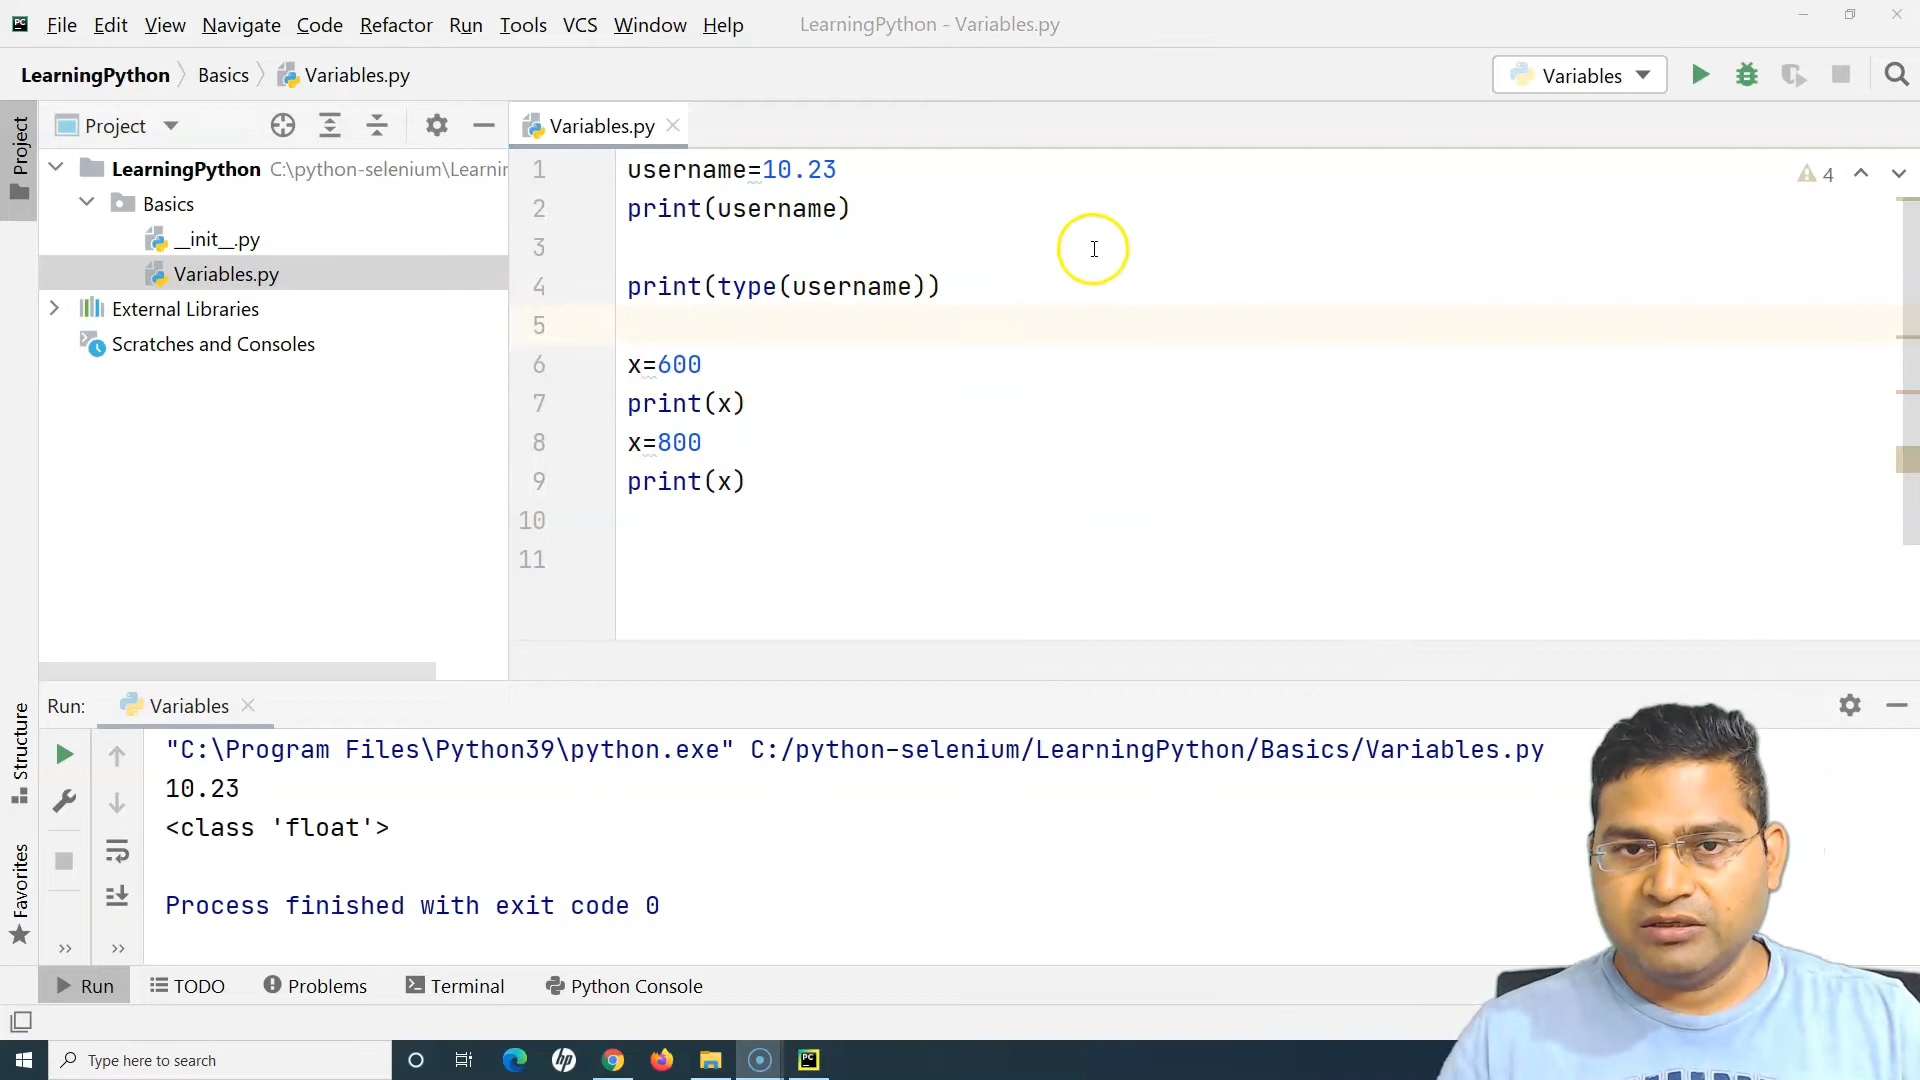 File Edit View Navigate Code Refactor Run Tools VCS Window Help LearningPython - Variables.py
LearningPython Basics Variables.py Variables
Project
LearningPython C:\python-selenium\Learnir
Basics
__init__.py
Variables.py
External Libraries
Scratches and Consoles
Project
Structure
Favorites
Variables.py
4
1 username=10.23
2 print(username)
3
4 print(type(username))
5
6 x=600
7 print(x)
8 x=800
9 print(x)
10
11
Run: Variables
"C:\Program Files\Python39\python.exe" C:/python-selenium/LearningPython/Basics/Variables.py
10.23
<class 'float'>
Process finished with exit code 0
Run TODO Problems Terminal Python Console
Type here to search